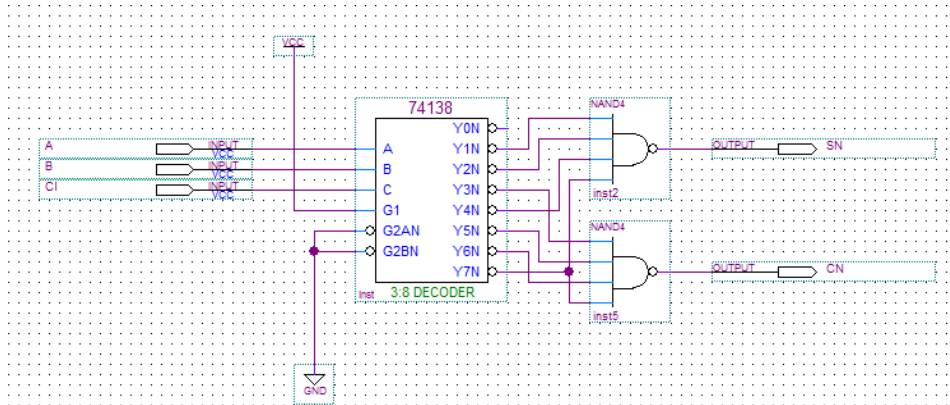 VCC
74138
NAND4
Y0N
A
INPUT
VCC
A
Y1N
OUTPUT
SN
B
INPUT
VCC
B
Y2N
CI
INPUT
VCC
C
Y3N
inst2
G1
Y4N
NAND4
G2AN
Y5N
G2BN
Y6N
Y7N
OUTPUT
CN
inst
3:8 DECODER
inst5
GND